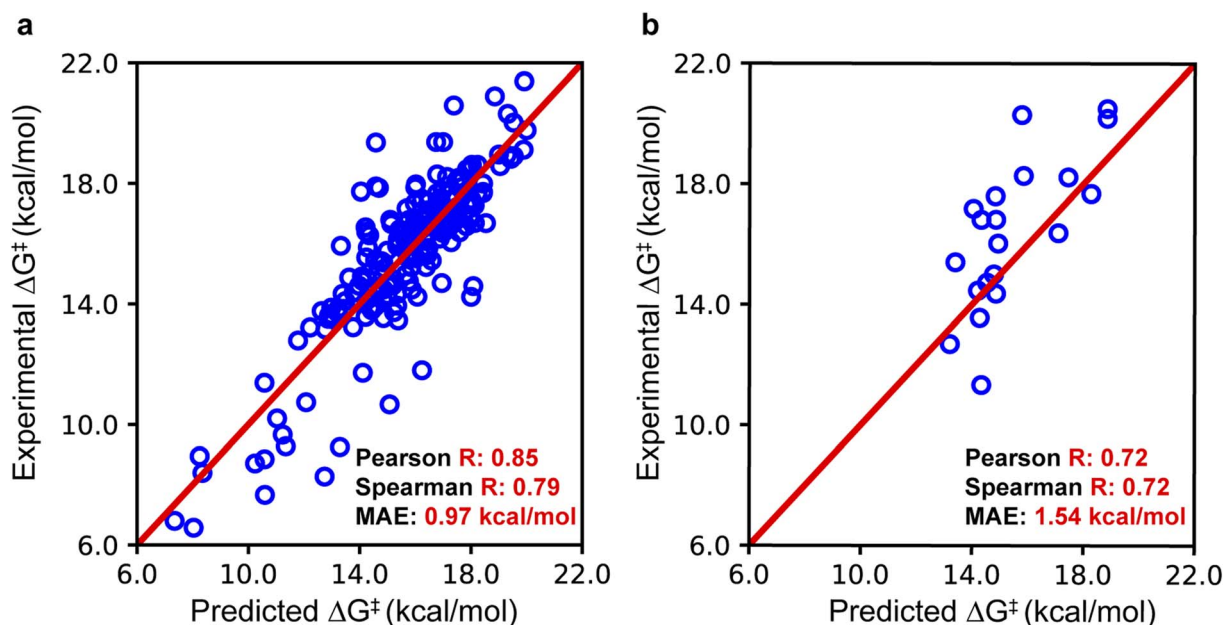 a
22.0
18.0
14.0
10.0
6.0
Experimental ΔG‡ (kcal/mol)
Pearson R: 0.85
Spearman R: 0.79
MAE: 0.97 kcal/mol
6.0 10.0 14.0 18.0 22.0
Predicted ΔG‡ (kcal/mol)
b
22.0
18.0
14.0
10.0
6.0
Experimental ΔG‡ (kcal/mol)
Pearson R: 0.72
Spearman R: 0.72
MAE: 1.54 kcal/mol
6.0 10.0 14.0 18.0 22.0
Predicted ΔG‡ (kcal/mol)